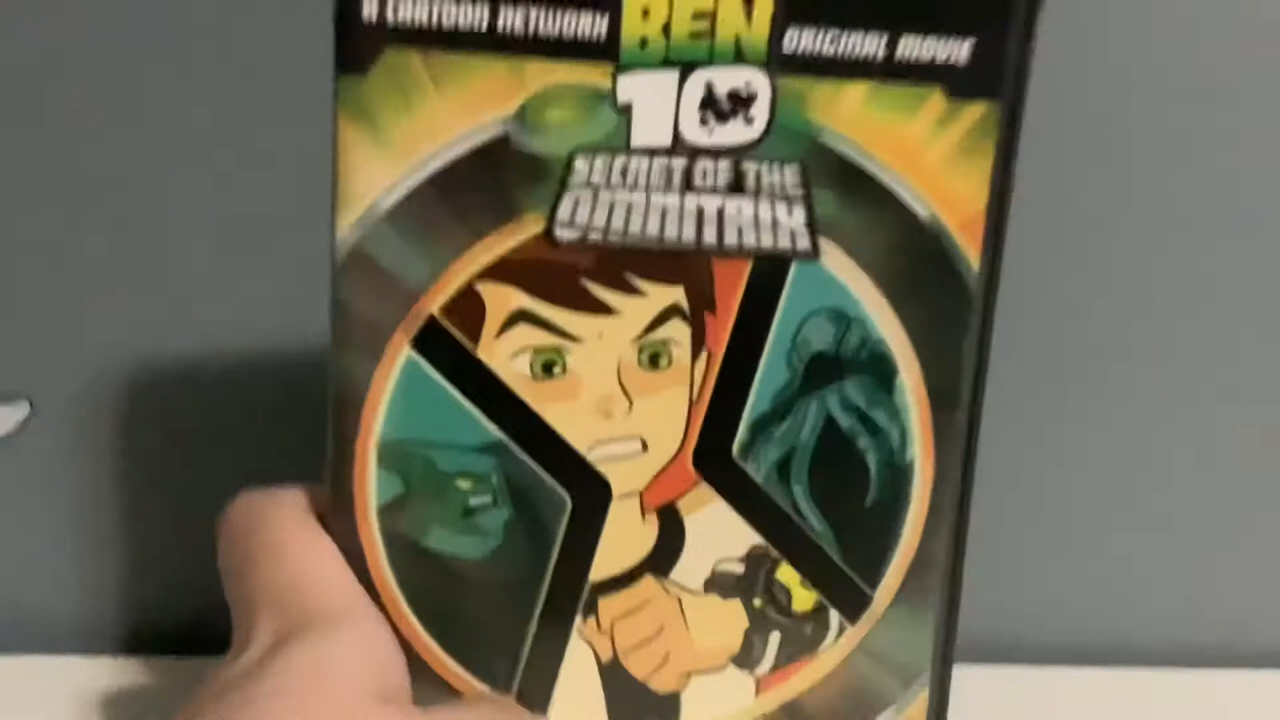 A CARTOON NETWORK
ORIGINAL MOVIE
BEN
10
SECRET OF THE
OMNITRIX